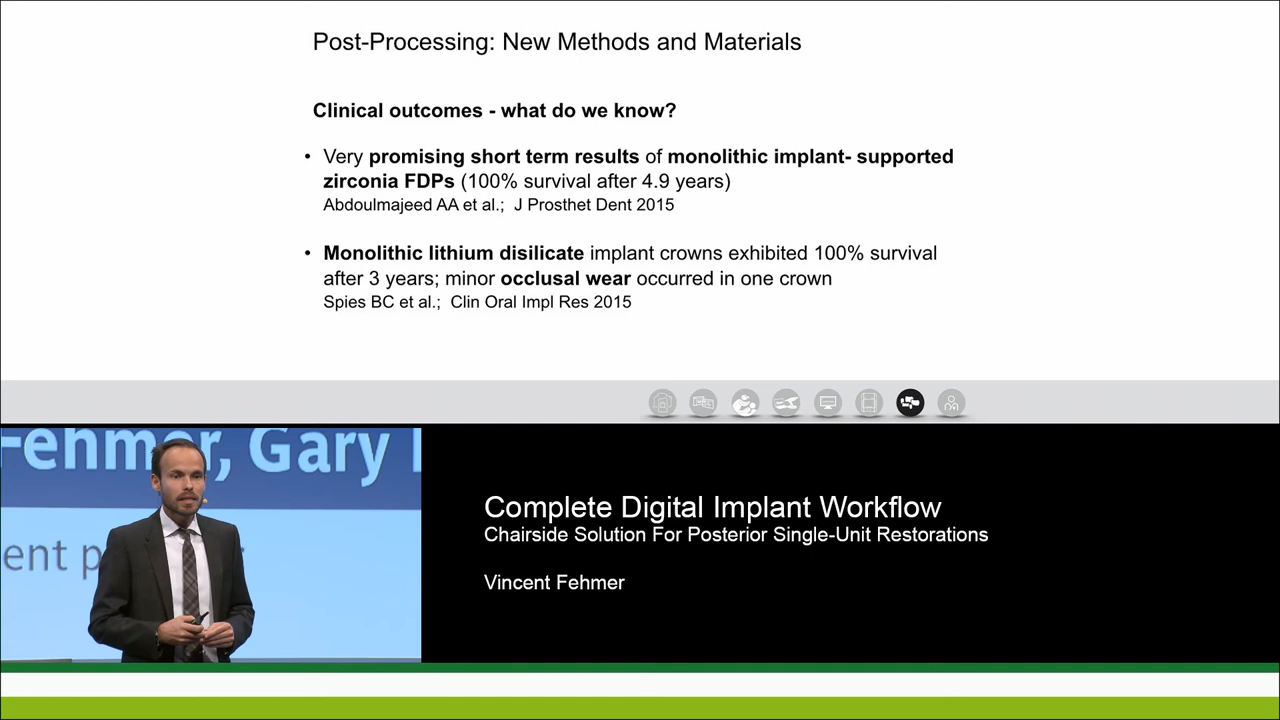 Post-Processing: New Methods and Materials
Clinical outcomes - what do we know?
• Very promising short term results of monolithic implant- supported
zirconia FDPs (100% survival after 4.9 years)
Abdoulmajeed AA et al.; J Prosthet Dent 2015
• Monolithic lithium disilicate implant crowns exhibited 100% survival
after 3 years; minor occlusal wear occurred in one crown
Spies BC et al.; Clin Oral Impl Res 2015
Fehmer, Gary
Complete Digital Implant Workflow
Chairside Solution For Posterior Single-Unit Restorations
Vincent Fehmer